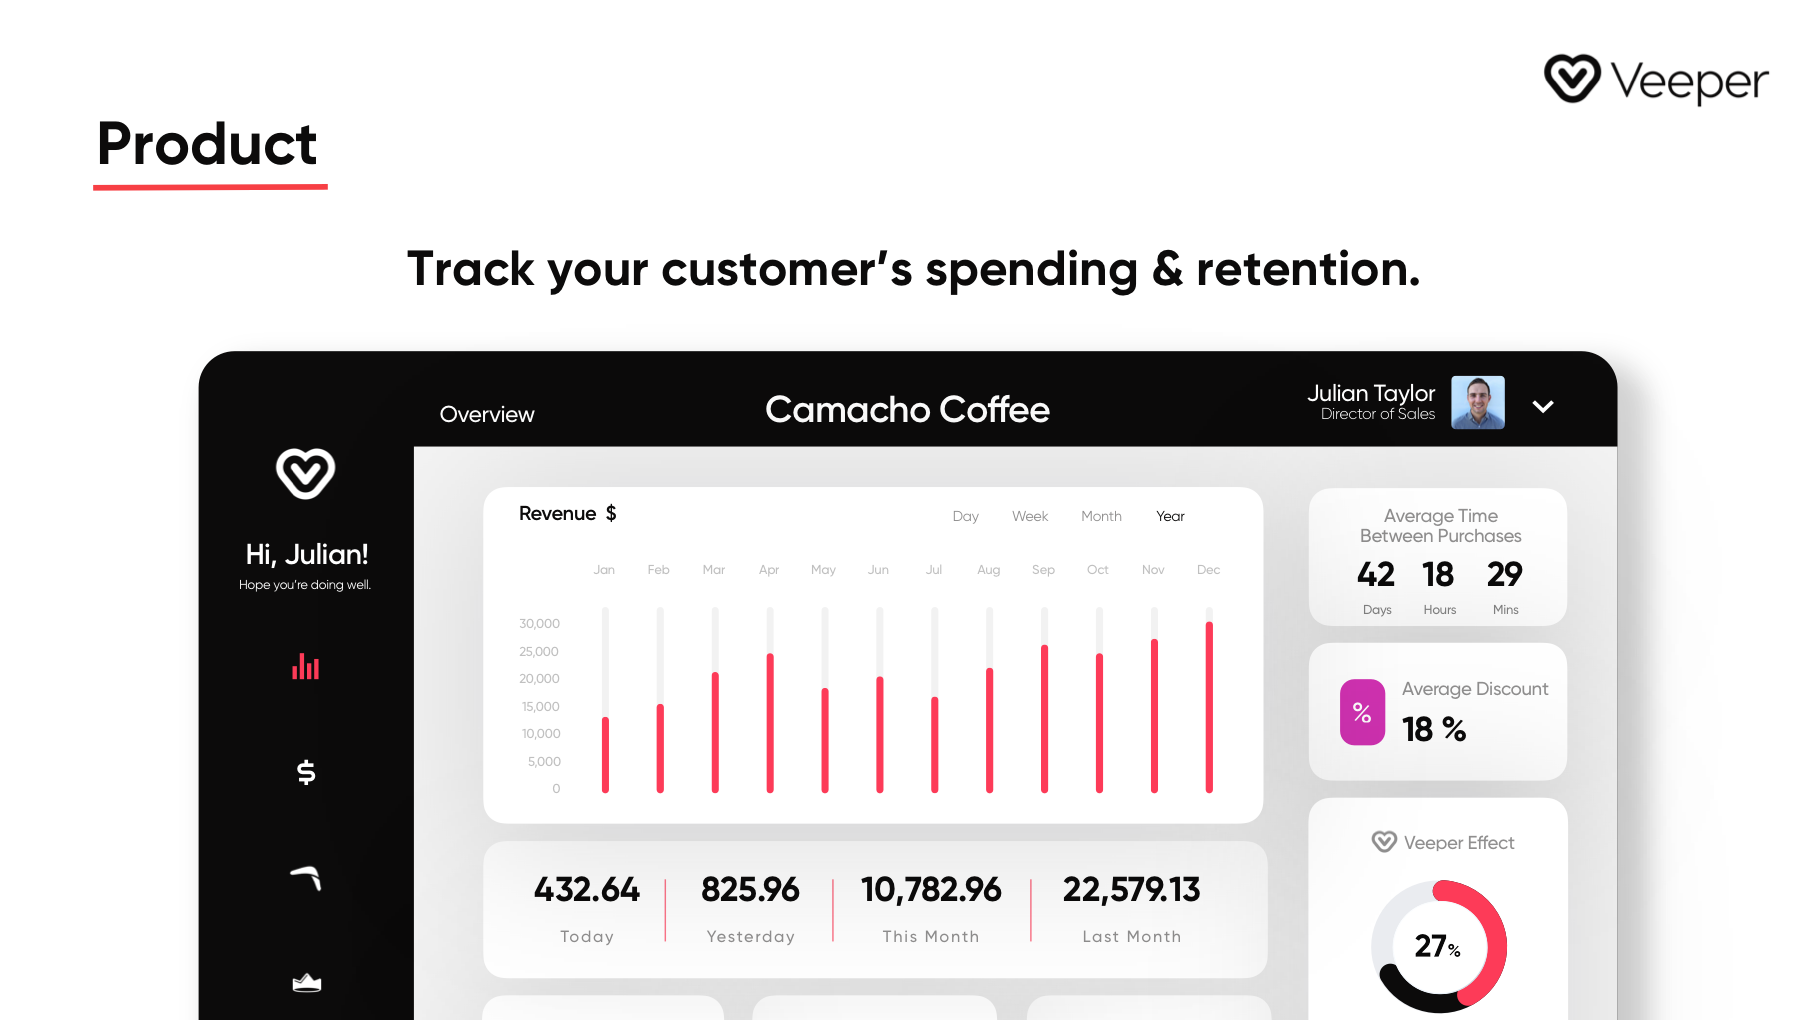 Veeper
Product
Track your customer’s spending & retention.
Overview
Camacho Coffee
Julian Taylor
Director of Sales
Hi, Julian!
Hope you’re doing well.
Revenue $
Day Week Month Year
Jan Feb Mar Apr May Jun Jul Aug Sep Oct Nov Dec
30,000
25,000
20,000
15,000
10,000
5,000
0
Average Time
Between Purchases
42 18 29
Days Hours Mins
%
Average Discount
18 %
432.64 825.96 10,782.96 22,579.13
Today Yesterday This Month Last Month
Veeper Effect
27%